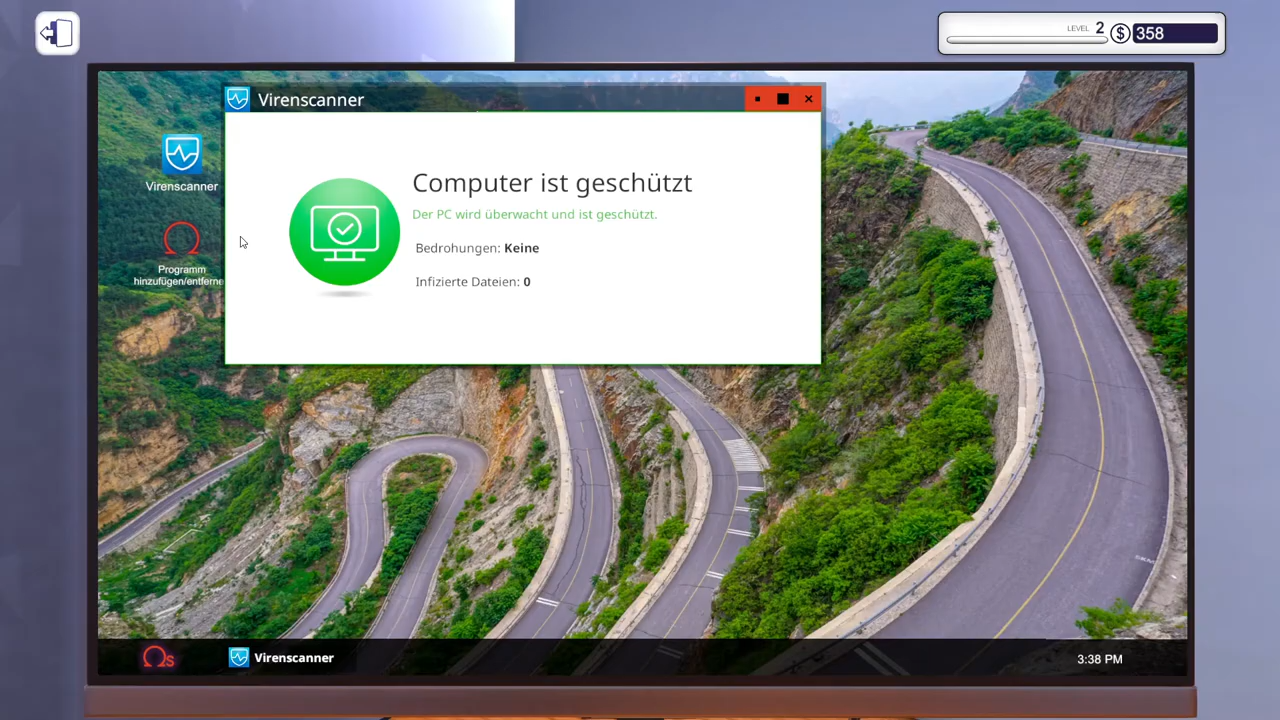 LEVEL 2 $ 358
Virenscanner
Virenscanner
Computer ist geschützt
Der PC wird überwacht und ist geschützt.
Bedrohungen: Keine
Infizierte Dateien: 0
Programm
hinzufügen/entferne
Ωs
Virenscanner
3:38 PM